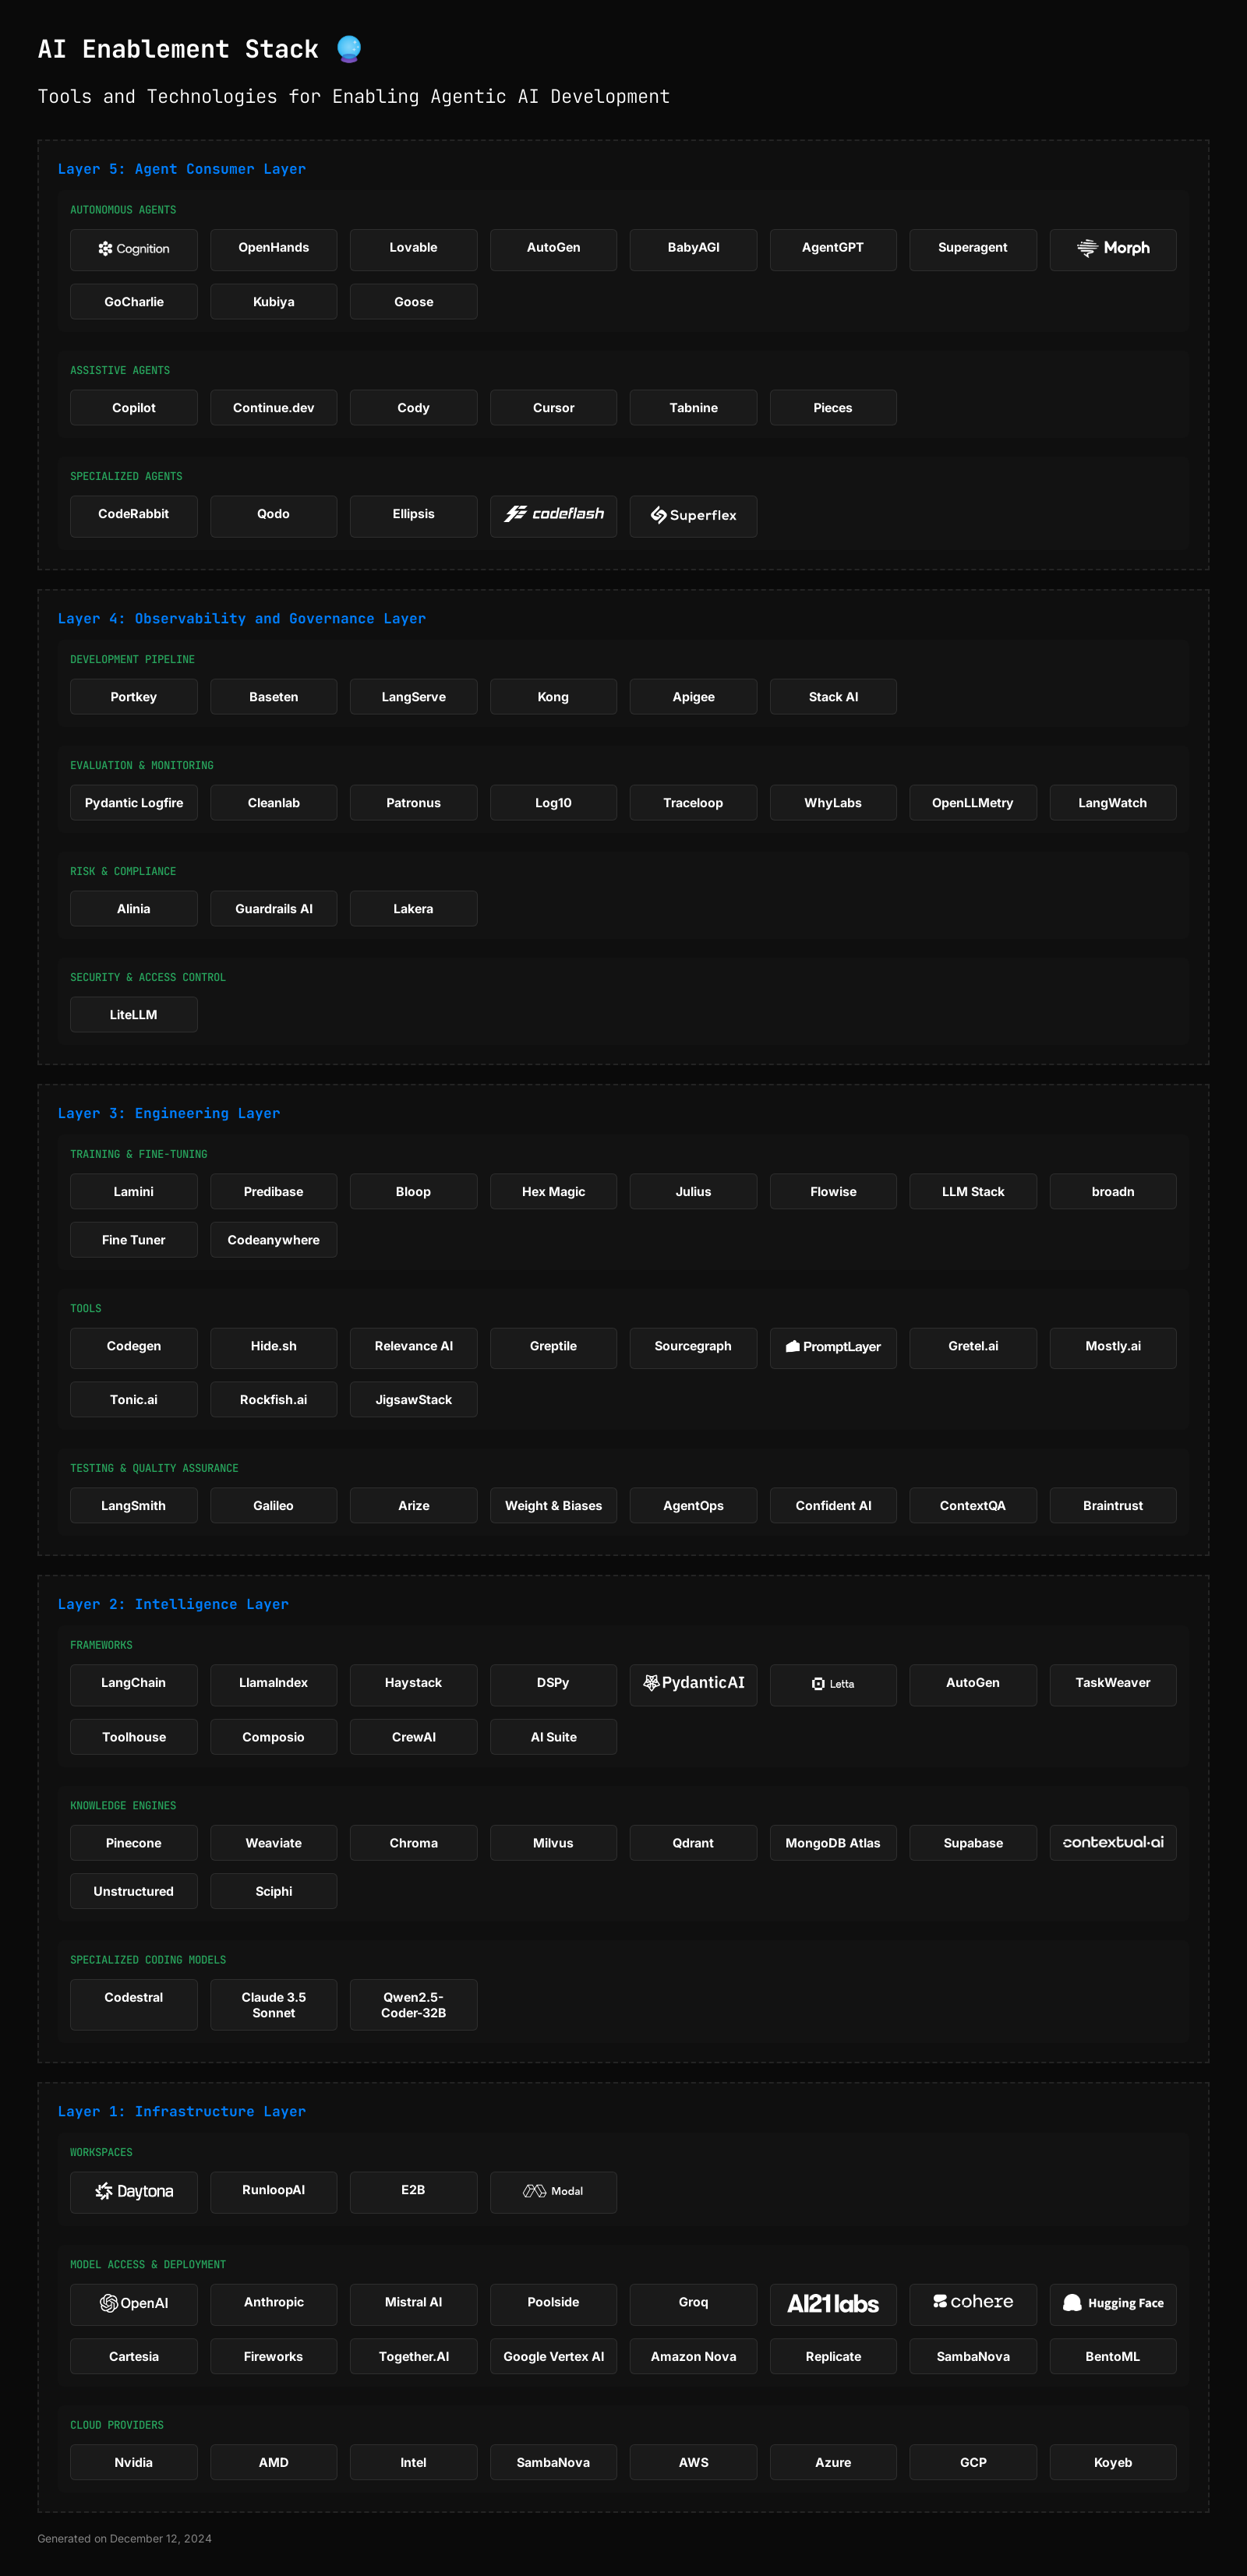 AI Enablement Stack
Tools and Technologies for Enabling Agentic AI Development
Layer 5: Agent Consumer Layer
AUTONOMOUS AGENTS
Cognition OpenHands Lovable AutoGen BabyAGI AgentGPT Superagent Morph
GoCharlie Kubiya Goose
ASSISTIVE AGENTS
Copilot Continue.dev Cody Cursor Tabnine Pieces
SPECIALIZED AGENTS
CodeRabbit Qodo Ellipsis codeflash Superflex
Layer 4: Observability and Governance Layer
DEVELOPMENT PIPELINE
Portkey Baseten LangServe Kong Apigee Stack AI
EVALUATION & MONITORING
Pydantic Logfire Cleanlab Patronus Log10 Traceloop WhyLabs OpenLLMetry LangWatch
RISK & COMPLIANCE
Alinia Guardrails AI Lakera
SECURITY & ACCESS CONTROL
LiteLLM
Layer 3: Engineering Layer
TRAINING & FINE-TUNING
Lamini Predibase Bloop Hex Magic Julius Flowise LLM Stack broadn
Fine Tuner Codeanywhere
TOOLS
Codegen Hide.sh Relevance AI Greptile Sourcegraph PromptLayer Gretel.ai Mostly.ai
Tonic.ai Rockfish.ai JigsawStack
TESTING & QUALITY ASSURANCE
LangSmith Galileo Arize Weight & Biases AgentOps Confident AI ContextQA Braintrust
Layer 2: Intelligence Layer
FRAMEWORKS
LangChain LlamaIndex Haystack DSPy PydanticAI Letta AutoGen TaskWeaver
Toolhouse Composio CrewAI AI Suite
KNOWLEDGE ENGINES
Pinecone Weaviate Chroma Milvus Qdrant MongoDB Atlas Supabase contextual·ai
Unstructured Sciphi
SPECIALIZED CODING MODELS
Codestral Claude 3.5 Qwen2.5-
Sonnet Coder-32B
Layer 1: Infrastructure Layer
WORKSPACES
Daytona RunloopAI E2B Modal
MODEL ACCESS & DEPLOYMENT
OpenAI Anthropic Mistral AI Poolside Groq AI21labs cohere Hugging Face
Cartesia Fireworks Together.AI Google Vertex AI Amazon Nova Replicate SambaNova BentoML
CLOUD PROVIDERS
Nvidia AMD Intel SambaNova AWS Azure GCP Koyeb
Generated on December 12, 2024